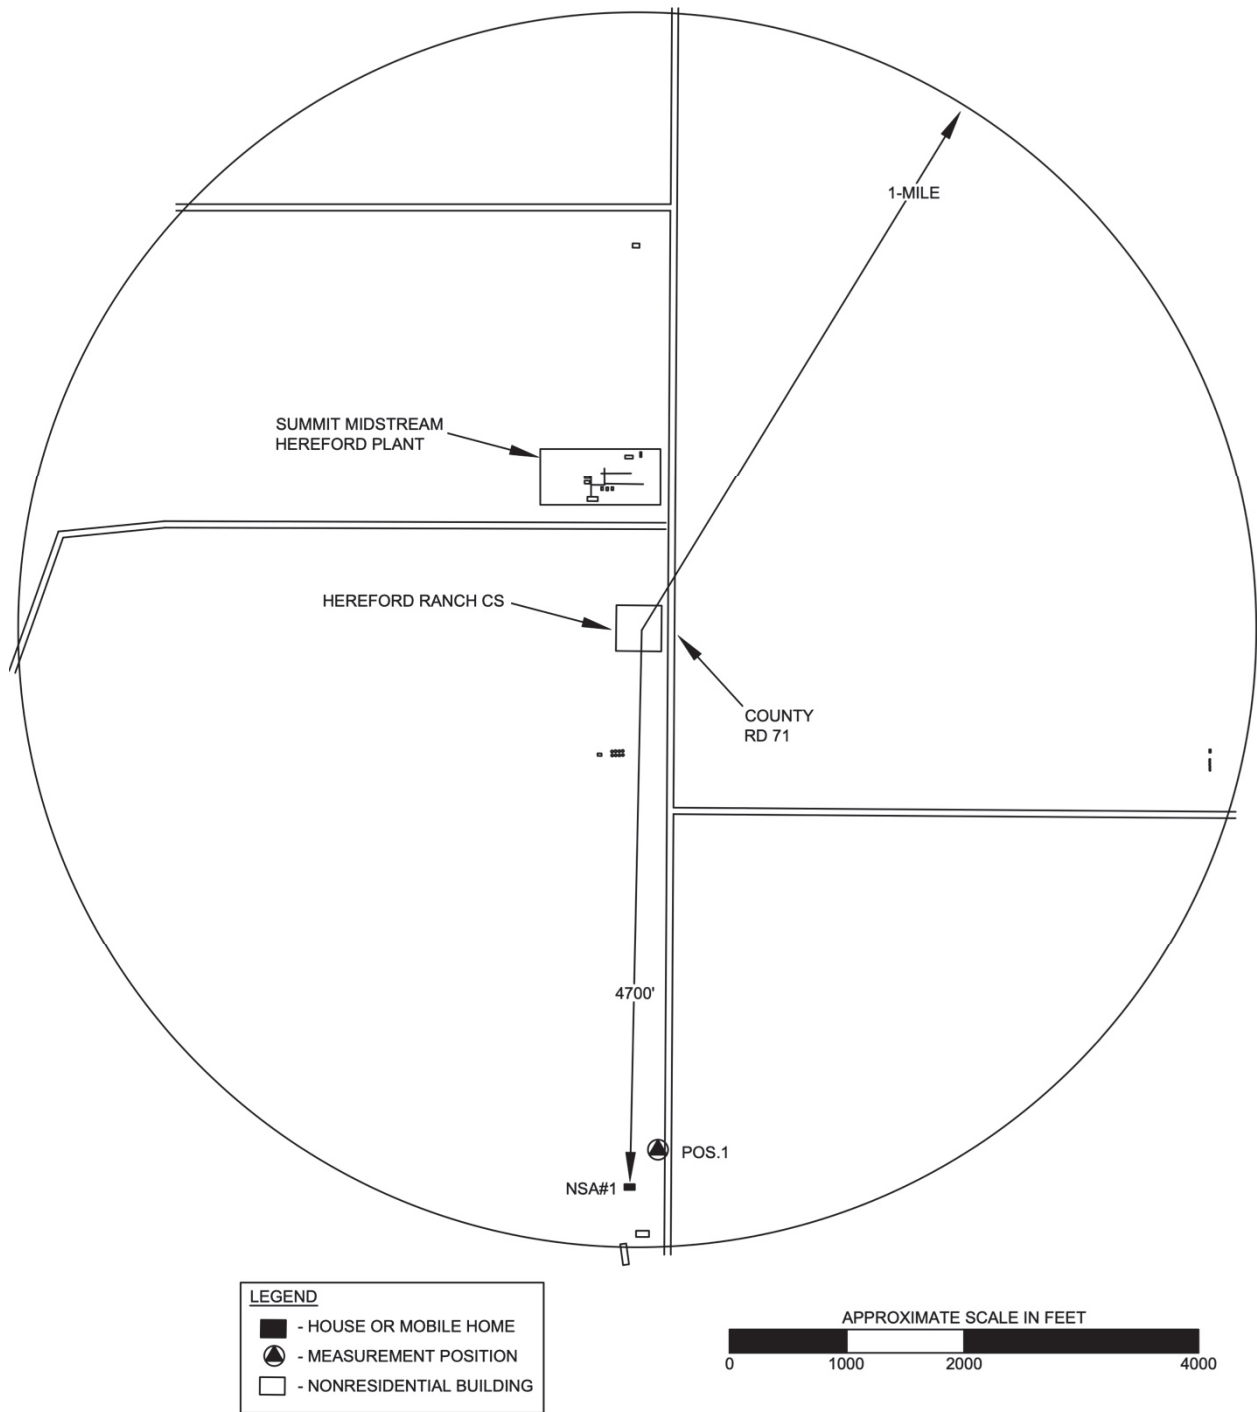 1-MILE
SUMMIT MIDSTREAM
HEREFORD PLANT
HEREFORD RANCH CS
COUNTY
RD 71
4700'
POS.1
NSA#1
LEGEND
- HOUSE OR MOBILE HOME
- MEASUREMENT POSITION
- NONRESIDENTIAL BUILDING
APPROXIMATE SCALE IN FEET
0 1000 2000 4000